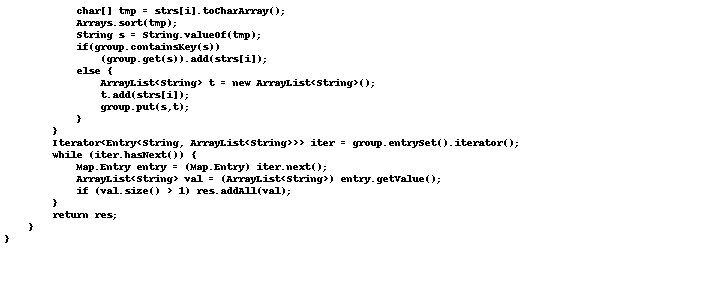 char[] tmp = strs[i].toCharArray();
            Arrays.sort(tmp);
            String s = String.valueOf(tmp);
            if(group.containsKey(s))
                (group.get(s)).add(strs[i]);
            else {
                ArrayList<String> t = new ArrayList<String>();
                t.add(strs[i]);
                group.put(s,t);
            }
        }
        Iterator<Entry<String, ArrayList<String>>> iter = group.entrySet().iterator();
        while (iter.hasNext()) {
            Map.Entry entry = (Map.Entry) iter.next();
            ArrayList<String> val = (ArrayList<String>) entry.getValue();
            if (val.size() > 1) res.addAll(val);
        }
        return res;
    }
}